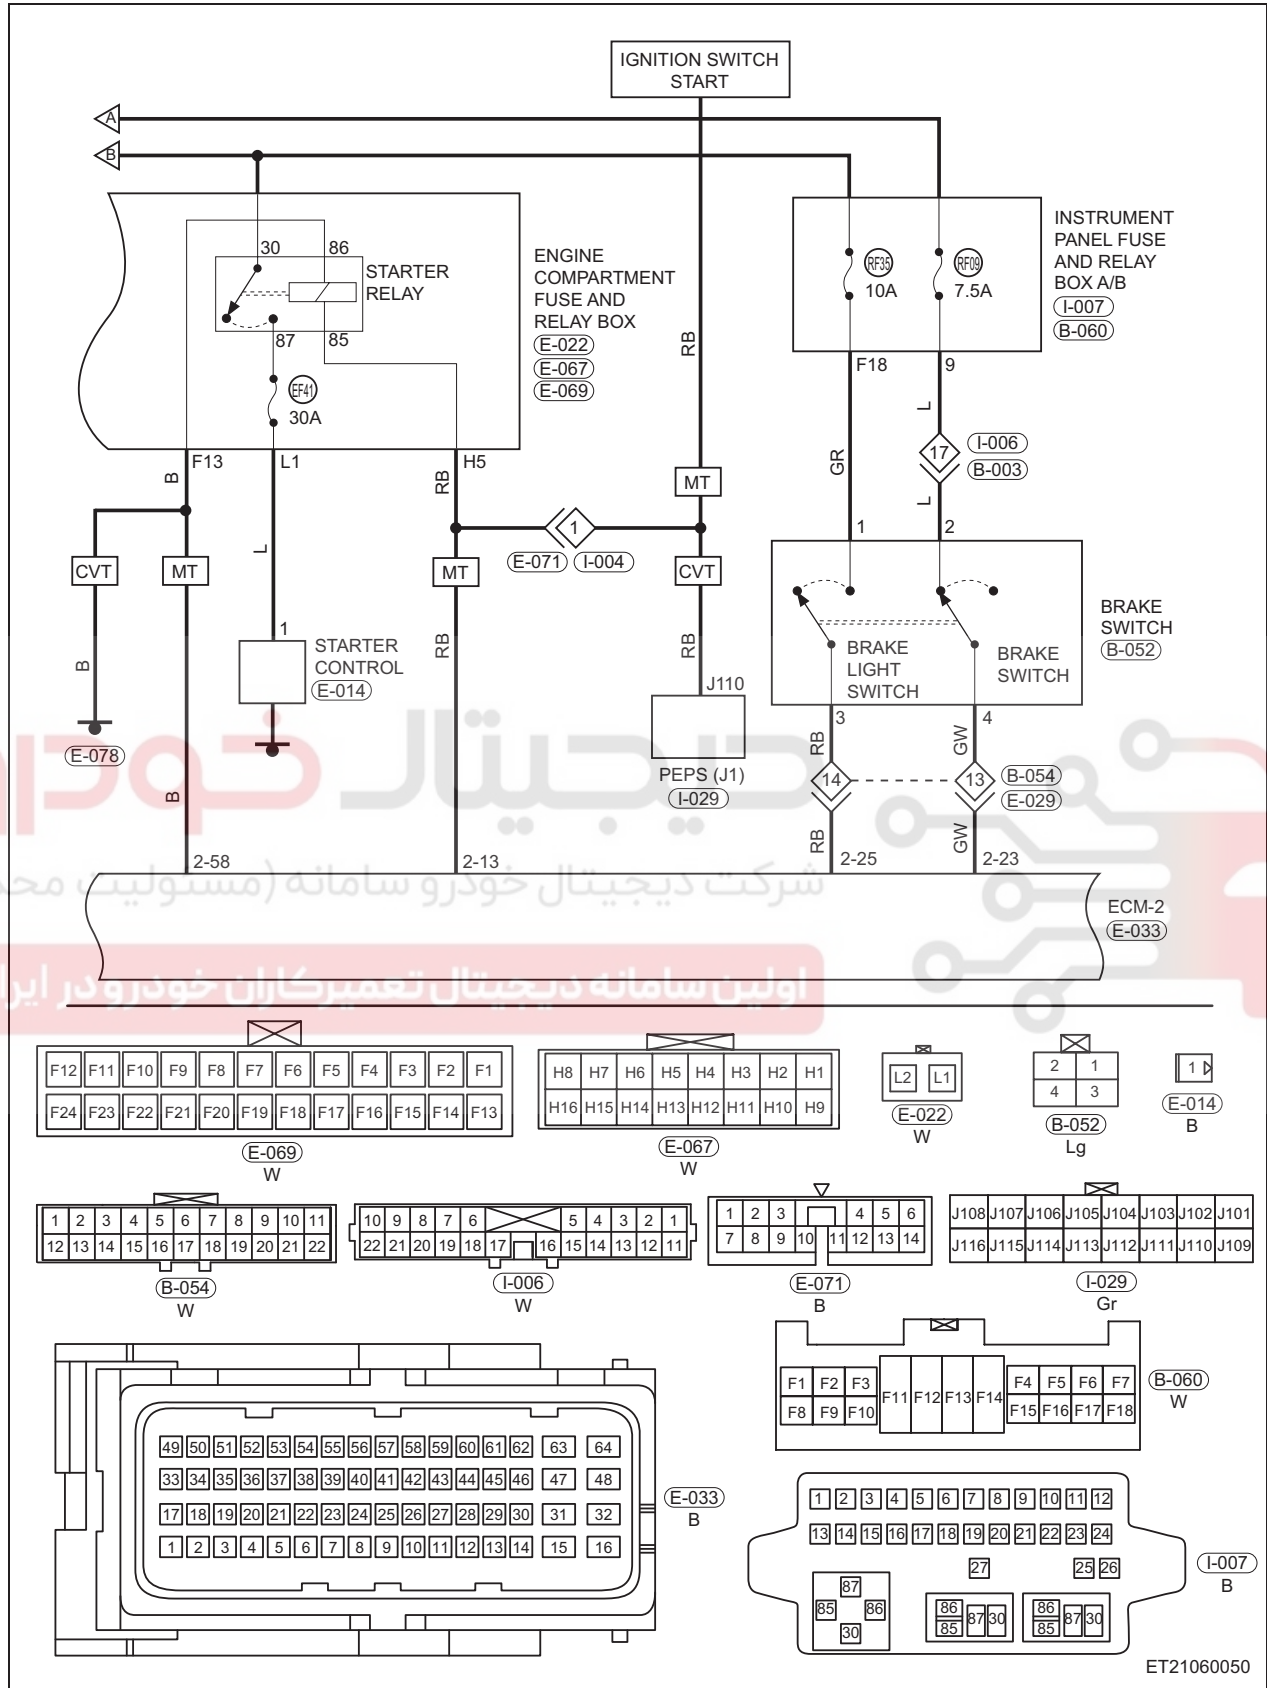 IGNITION SWITCH
START
A
B
30
86
STARTER
RELAY
87
85
EF41
30A
ENGINE
COMPARTMENT
FUSE AND
RELAY BOX
E-022
E-067
E-069
RB
RF35
10A
RF09
7.5A
INSTRUMENT
PANEL FUSE
AND RELAY
BOX A/B
I-007
B-060
F18
9
L
17
I-006
B-003
GR
L
1
2
F13
L1
H5
B
RB
MT
1
E-071
I-004
CVT
MT
L
MT
CVT
BRAKE
LIGHT
SWITCH
BRAKE
SWITCH
BRAKE
SWITCH
B-052
B
1
STARTER
CONTROL
E-014
RB
RB
J110
PEPS (J1)
I-029
3
4
RB
GW
14
13
B-054
E-029
RB
GW
E-078
B
2-58
2-13
2-25
2-23
ECM-2
E-033
دیجیتال خودرو
شرکت دیجیتال خودرو سامانه (مسئولیت
اولین سامانه دیجیتال تعمیرکاران خودرو در ایران
F12 F11 F10 F9 F8 F7 F6 F5 F4 F3 F2 F1
F24 F23 F22 F21 F20 F19 F18 F17 F16 F15 F14 F13
E-069
W
H8 H7 H6 H5 H4 H3 H2 H1
H16 H15 H14 H13 H12 H11 H10 H9
E-067
W
L2 L1
E-022
W
2 1
4 3
B-052
Lg
1
E-014
B
1 2 3 4 5 6 7 8 9 10 11
12 13 14 15 16 17 18 19 20 21 22
B-054
W
10 9 8 7 6 5 4 3 2 1
22 21 20 19 18 17 16 15 14 13 12 11
I-006
W
1 2 3 4 5 6
7 8 9 10 11 12 13 14
E-071
B
J108 J107 J106 J105 J104 J103 J102 J101
J116 J115 J114 J113 J112 J111 J110 J109
I-029
Gr
F1 F2 F3 F11 F12 F13 F14 F4 F5 F6 F7
F8 F9 F10 F15 F16 F17 F18
B-060
W
49 50 51 52 53 54 55 56 57 58 59 60 61 62 63 64
33 34 35 36 37 38 39 40 41 42 43 44 45 46 47 48
17 18 19 20 21 22 23 24 25 26 27 28 29 30 31 32
1 2 3 4 5 6 7 8 9 10 11 12 13 14 15 16
E-033
B
1 2 3 4 5 6 7 8 9 10 11 12
13 14 15 16 17 18 19 20 21 22 23 24
27 25 26
87
85 86
30
86
85
87 30
86
85
87 30
I-007
B
ET21060050